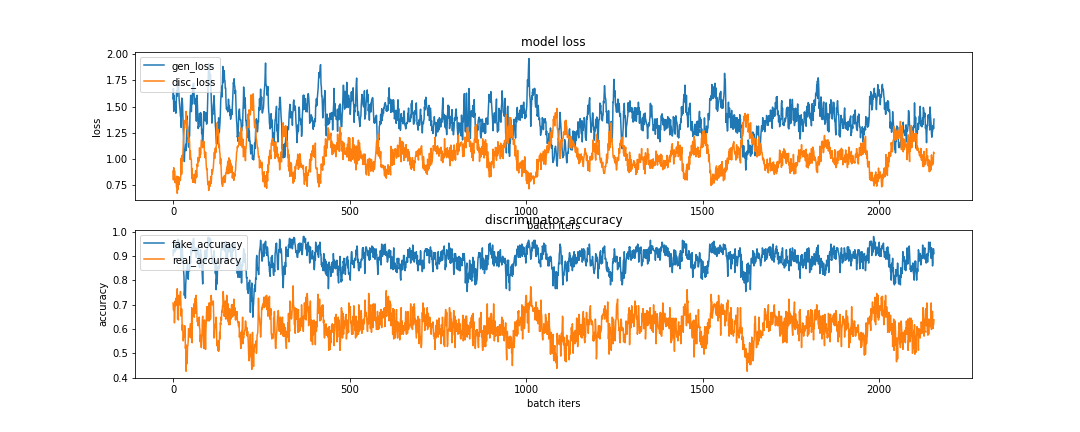 model loss
2.00
1.75
1.50
1.25
1.00
0.75
loss
gen_loss
disc_loss
0
500
1000
1500
2000
batch iters
discriminator accuracy
1.0
0.9
0.8
0.7
0.6
0.5
0.4
accuracy
fake_accuracy
real_accuracy
0
500
1000
1500
2000
batch iters